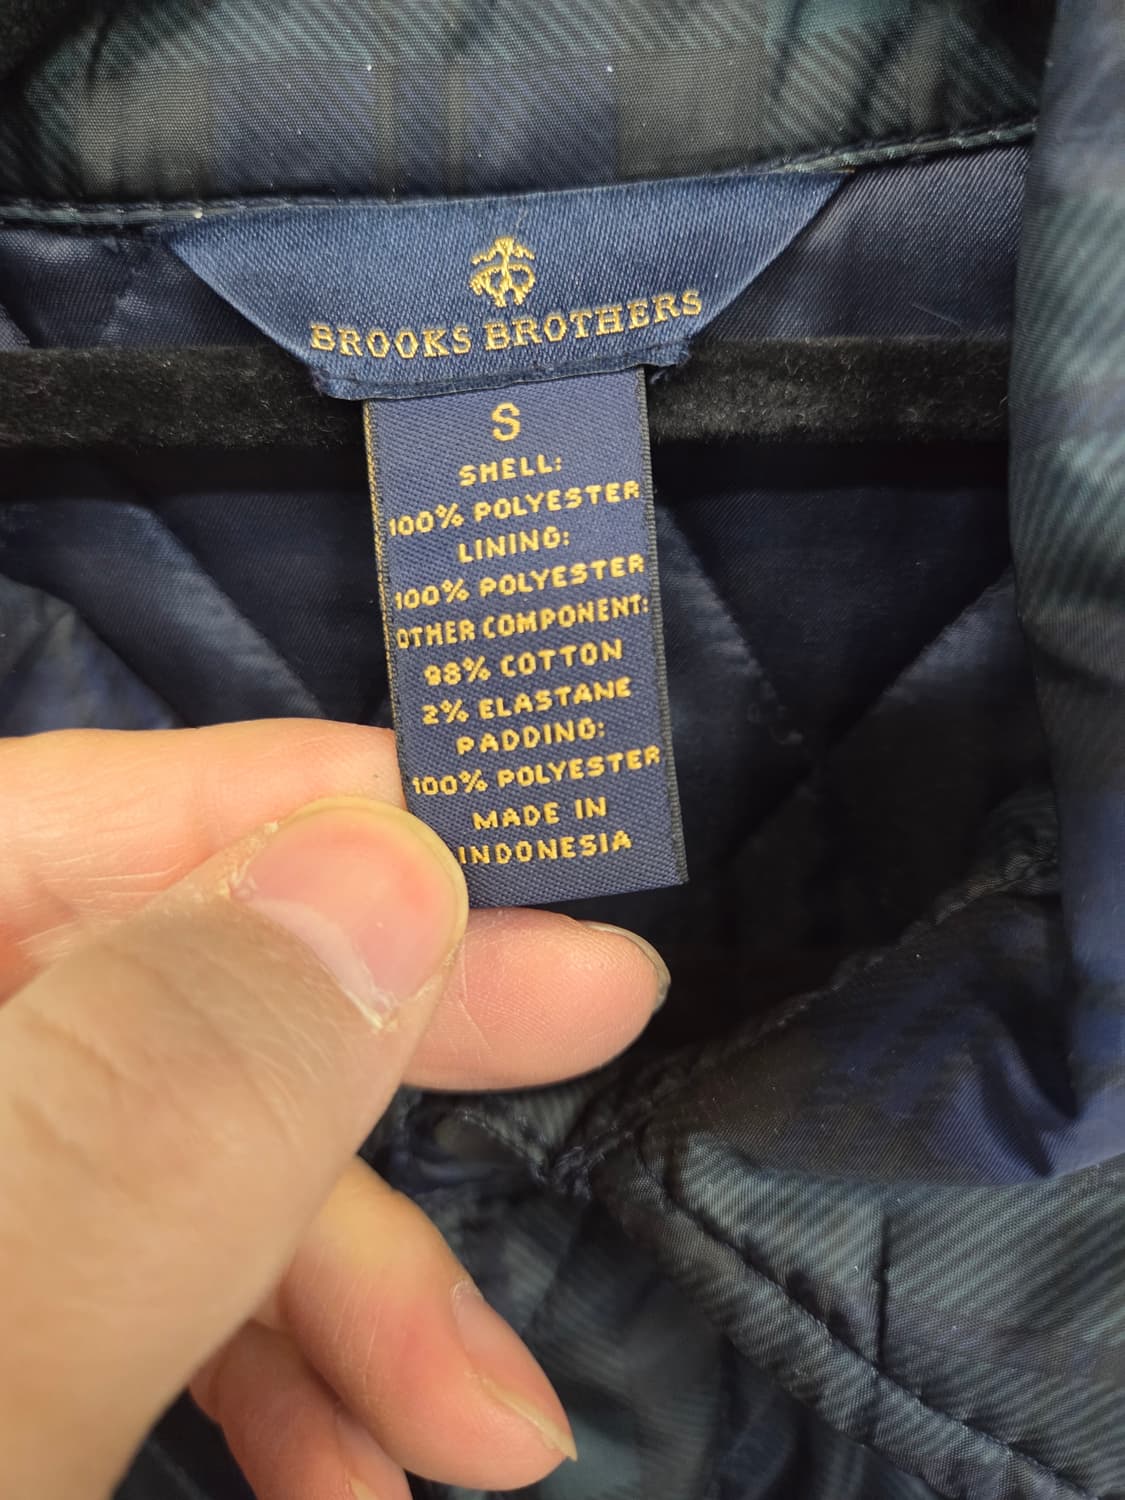 BROOKS BROTHERS
S
SHELL:
100% POLYESTER
LINING:
100% POLYESTER
OTHER COMPONENT:
98% COTTON
2% ELASTANE
PADDING:
100% POLYESTER
MADE IN
INDONESIA